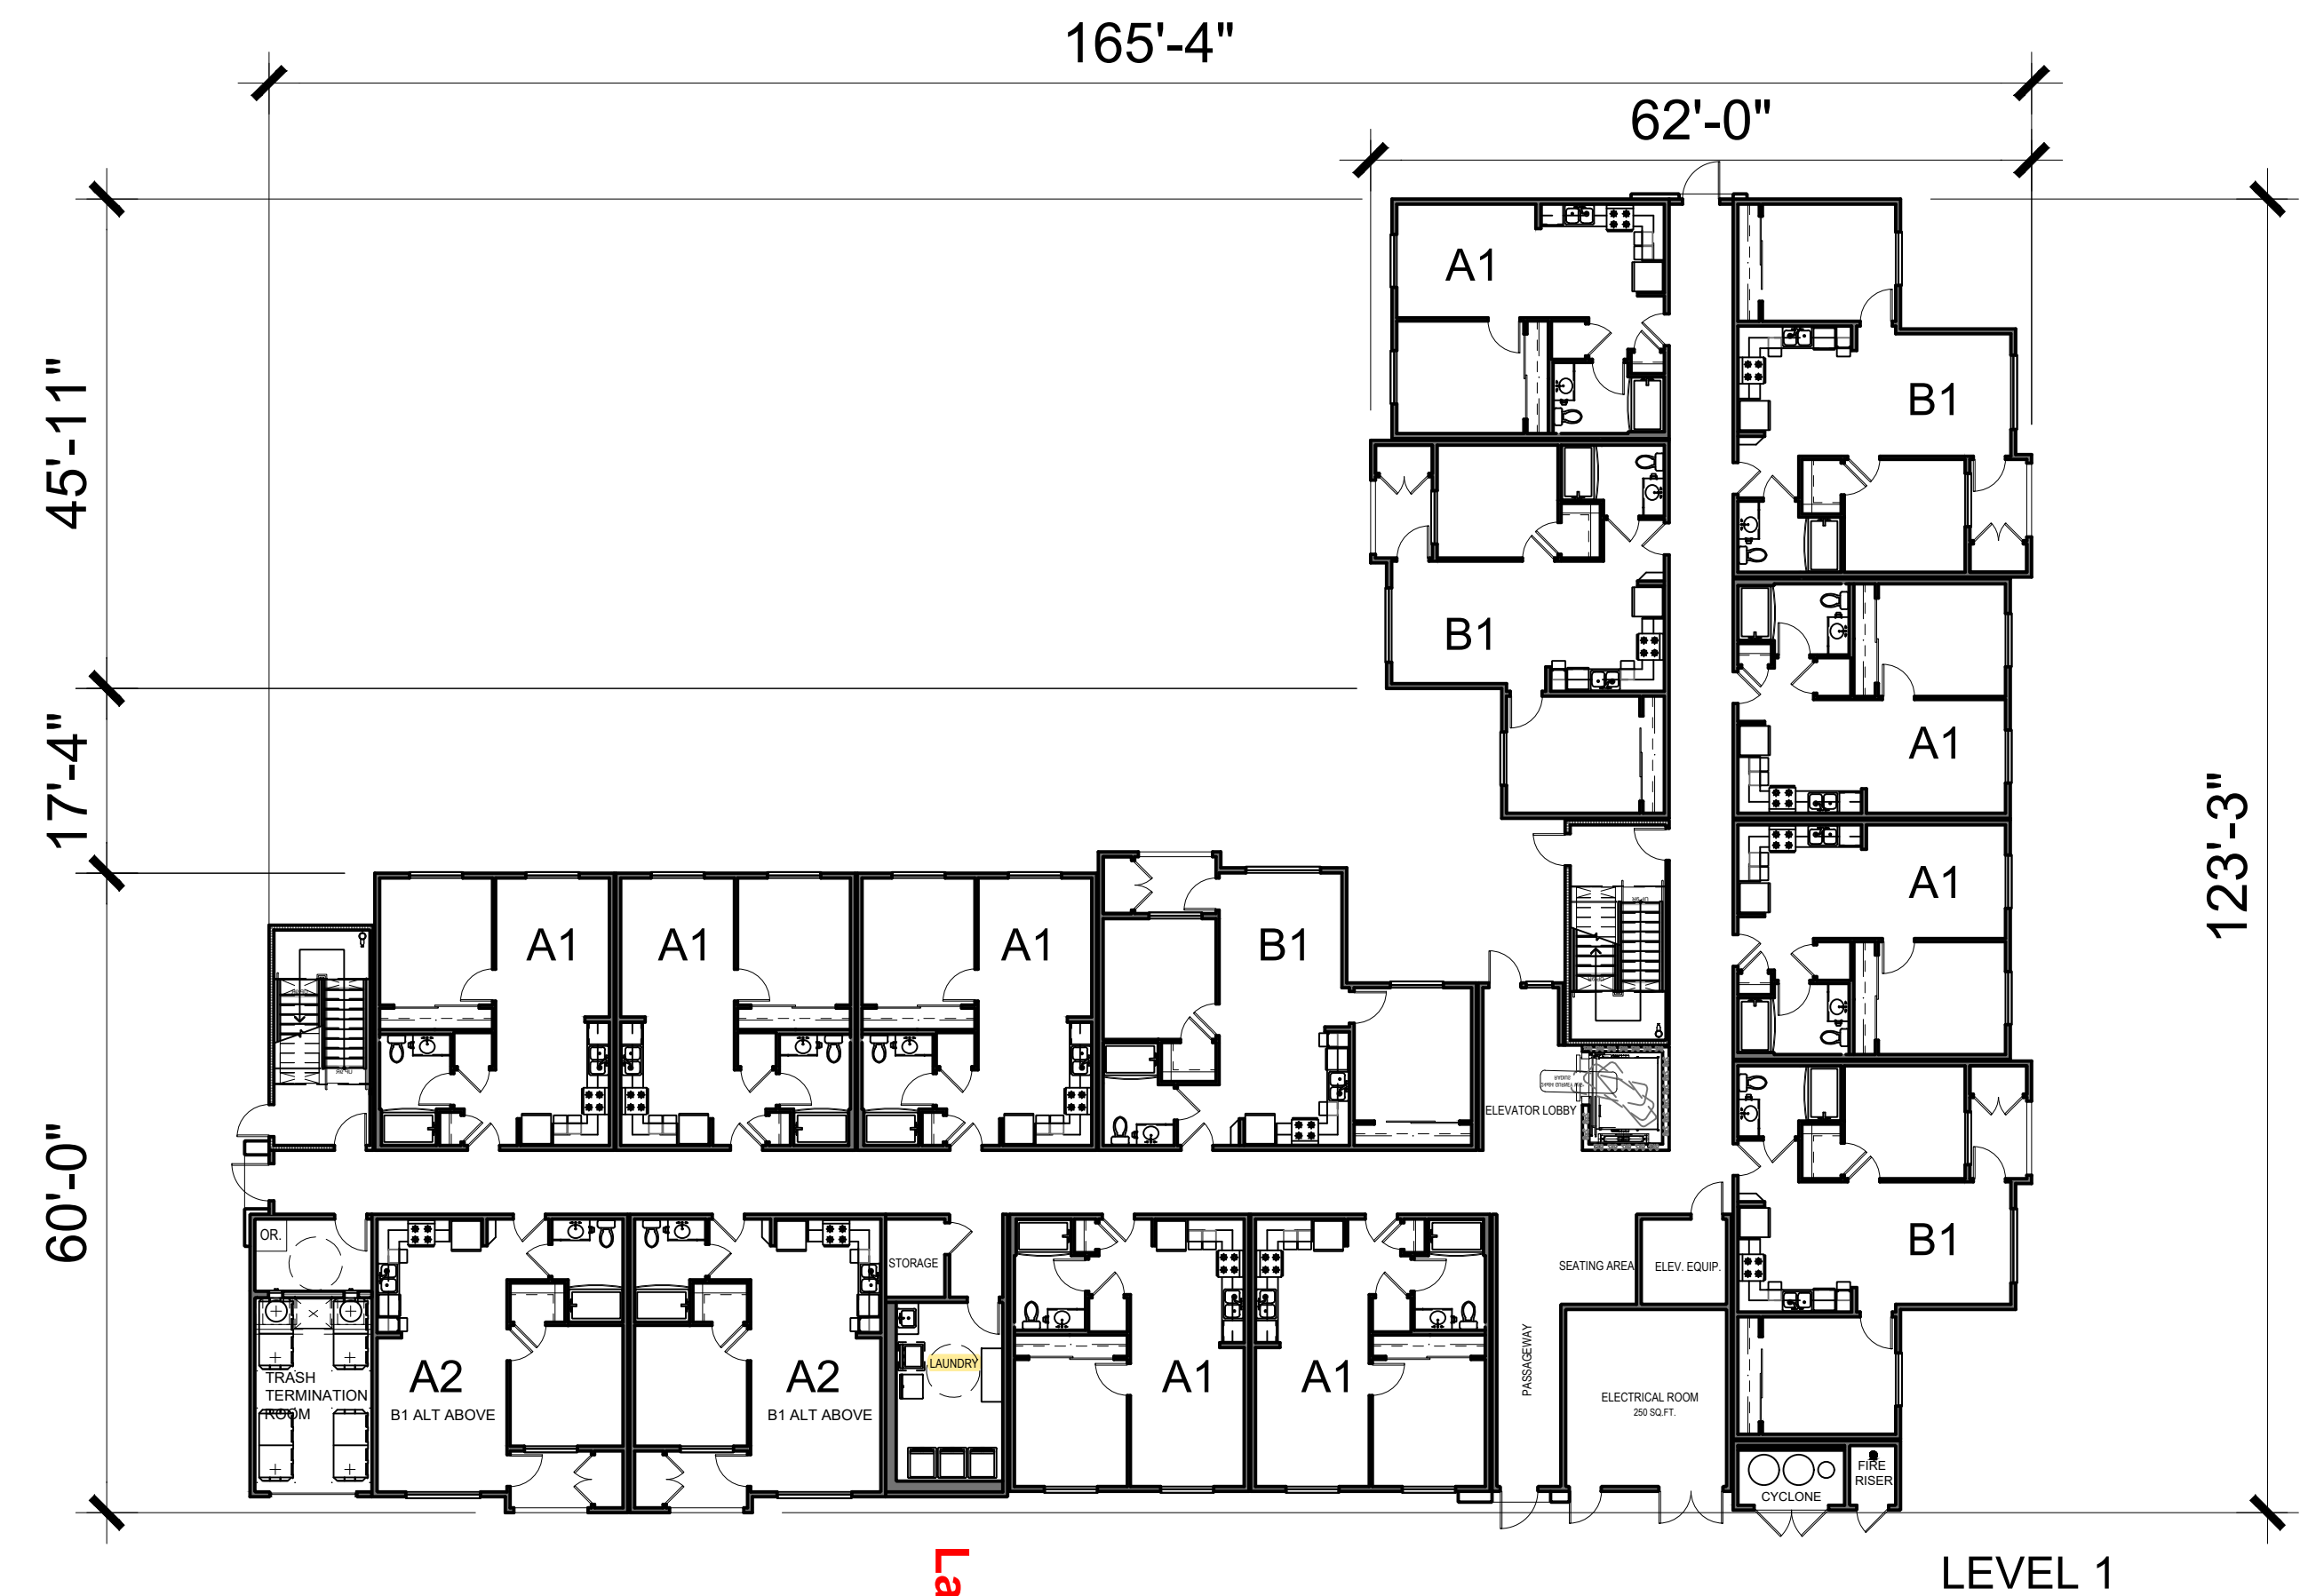 165'-4"
62'-0"
45'-11"
17'-4"
60'-0"
123'-3"
A1
B1
B1
A1
A1
A1
A1
A1
B1
A1
ELEVATOR LOBBY
B1
OR.
STORAGE
SEATING AREA
ELEV. EQUIP.
TRASH
TERMINATION
ROOM
A2
B1 ALT ABOVE
A2
B1 ALT ABOVE
LAUNDRY
A1
A1
PASSAGEWAY
ELECTRICAL ROOM
250 SQ.FT.
CYCLONE
FIRE
RISER
La
LEVEL 1